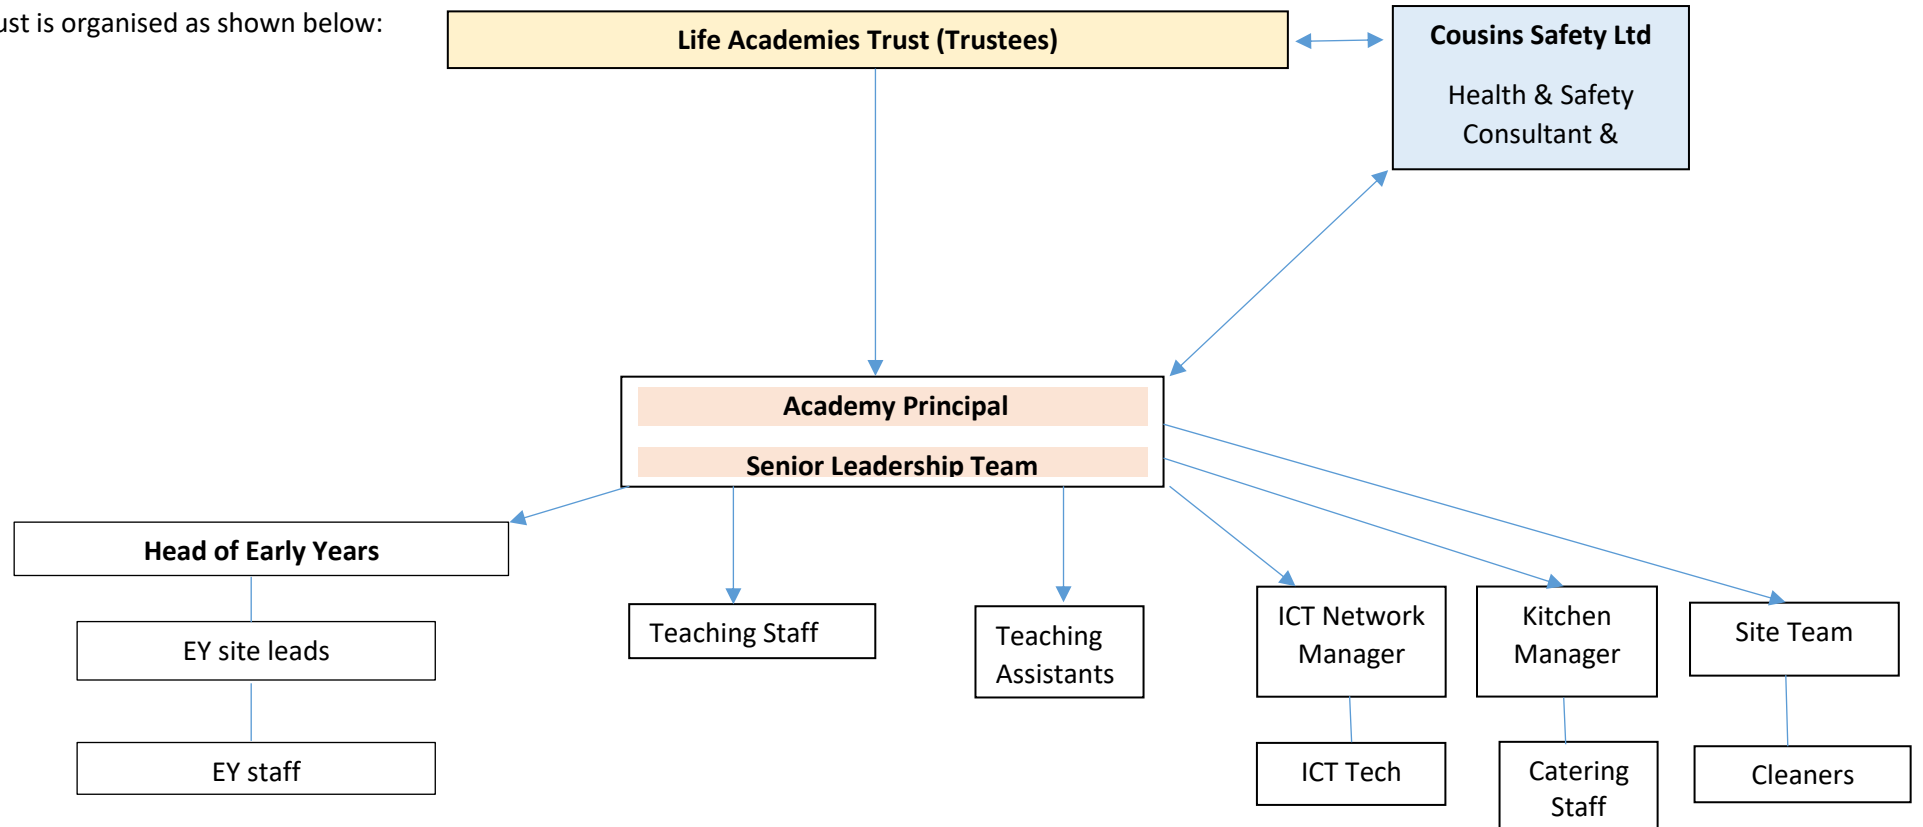 ust is organised as shown below:
Life Academies Trust (Trustees)
Cousins Safety Ltd
Health & Safety
Consultant &
Academy Principal
Senior Leadership Team
Head of Early Years
EY site leads
EY staff
Teaching Staff
Teaching
Assistants
ICT Network
Manager
ICT Tech
Kitchen
Manager
Catering
Staff
Site Team
Cleaners